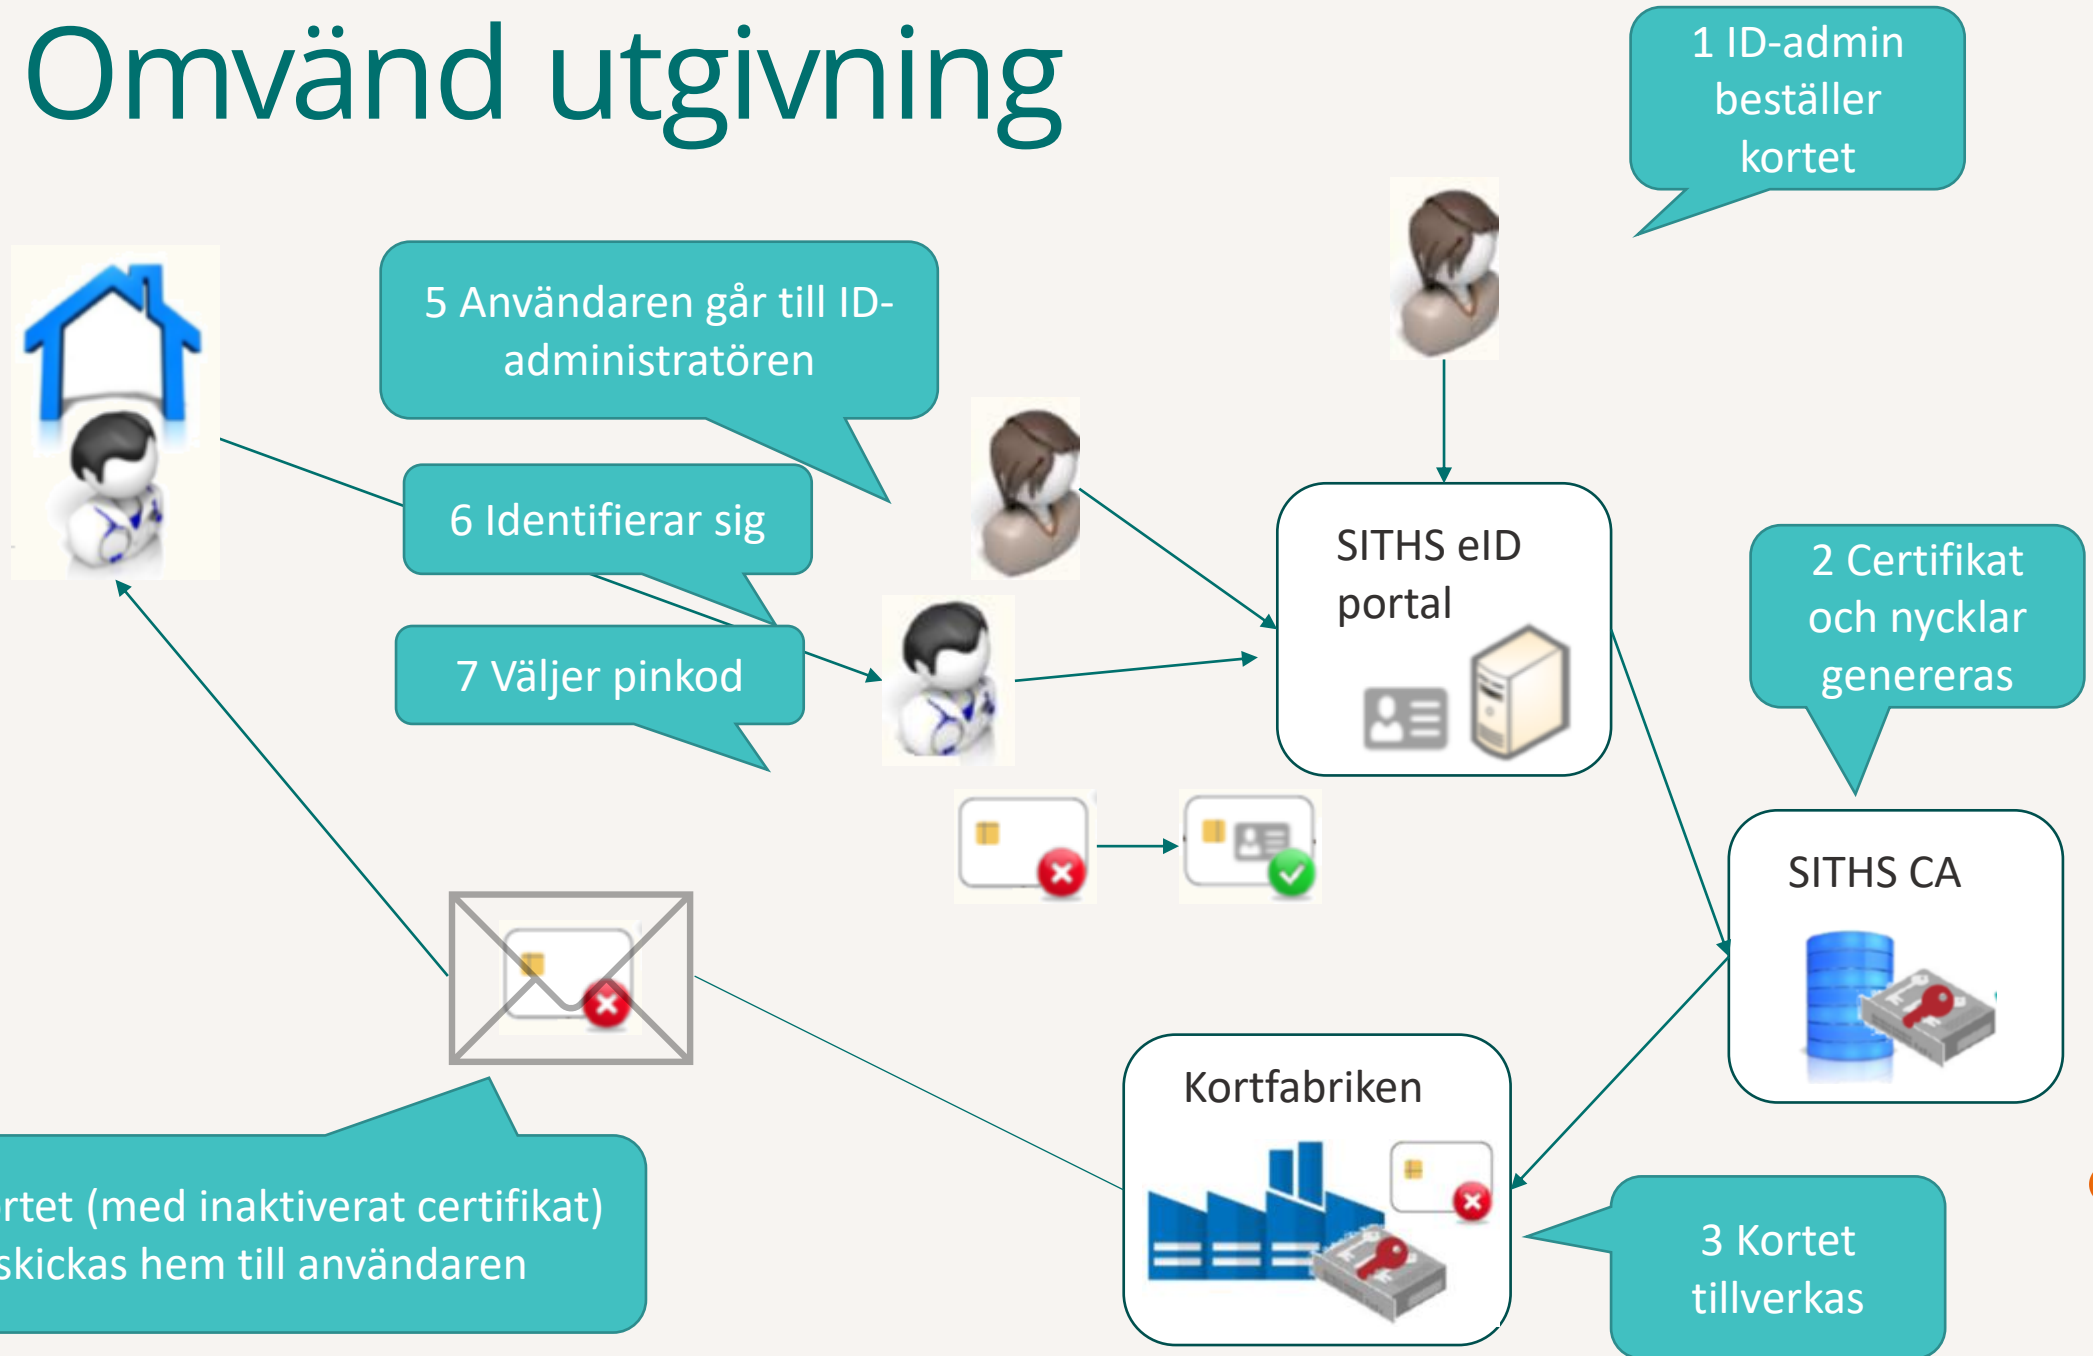 Omvänd utgivning
1 ID-admin
beställer
kortet
5 Användaren går till ID-
administratören
6 Identifierar sig
7 Väljer pinkod
SITHS eID
portal
2 Certifikat
och nycklar
genereras
SITHS CA
Kortfabriken
3 Kortet
tillverkas
rtet (med inaktiverat certifikat)
skickas hem till användaren